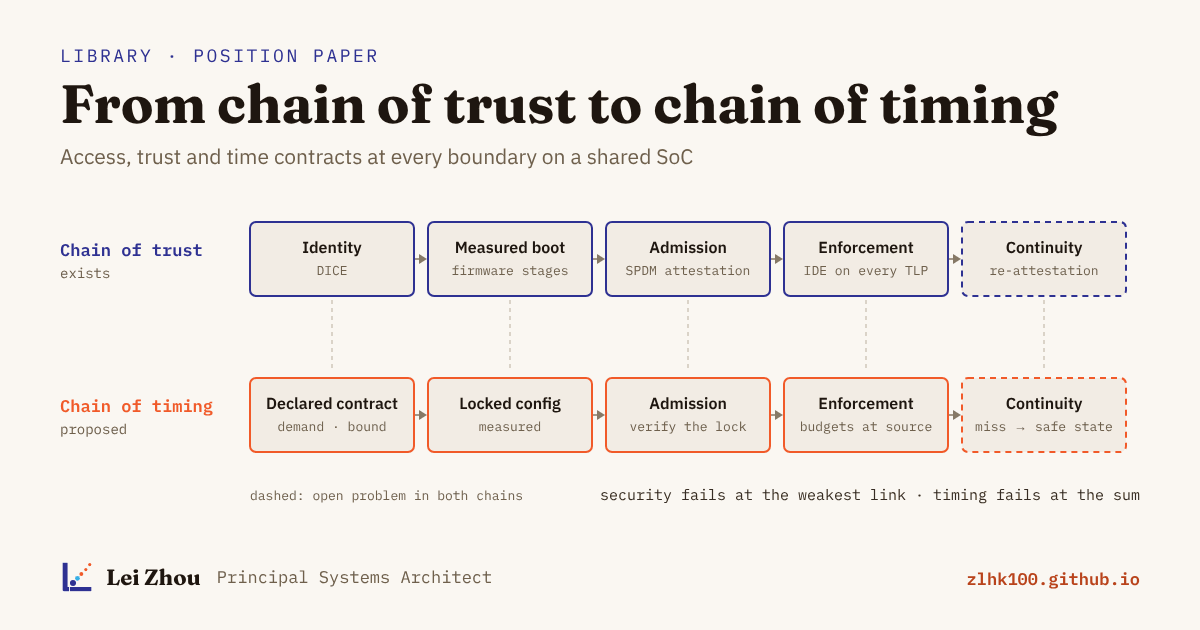 LIBRARY · POSITION PAPER
From chain of trust to chain of timing
Access, trust and time contracts at every boundary on a shared SoC
Chain of trust
exists
Identity
DICE
Measured boot
firmware stages
Admission
SPDM attestation
Enforcement
IDE on every TLP
Continuity
re-attestation
Chain of timing
proposed
Declared contract
demand · bound
Locked config
measured
Admission
verify the lock
Enforcement
budgets at source
Continuity
miss → safe state
dashed: open problem in both chains
security fails at the weakest link · timing fails at the sum
Lei Zhou Principal Systems Architect
zlhk100.github.io